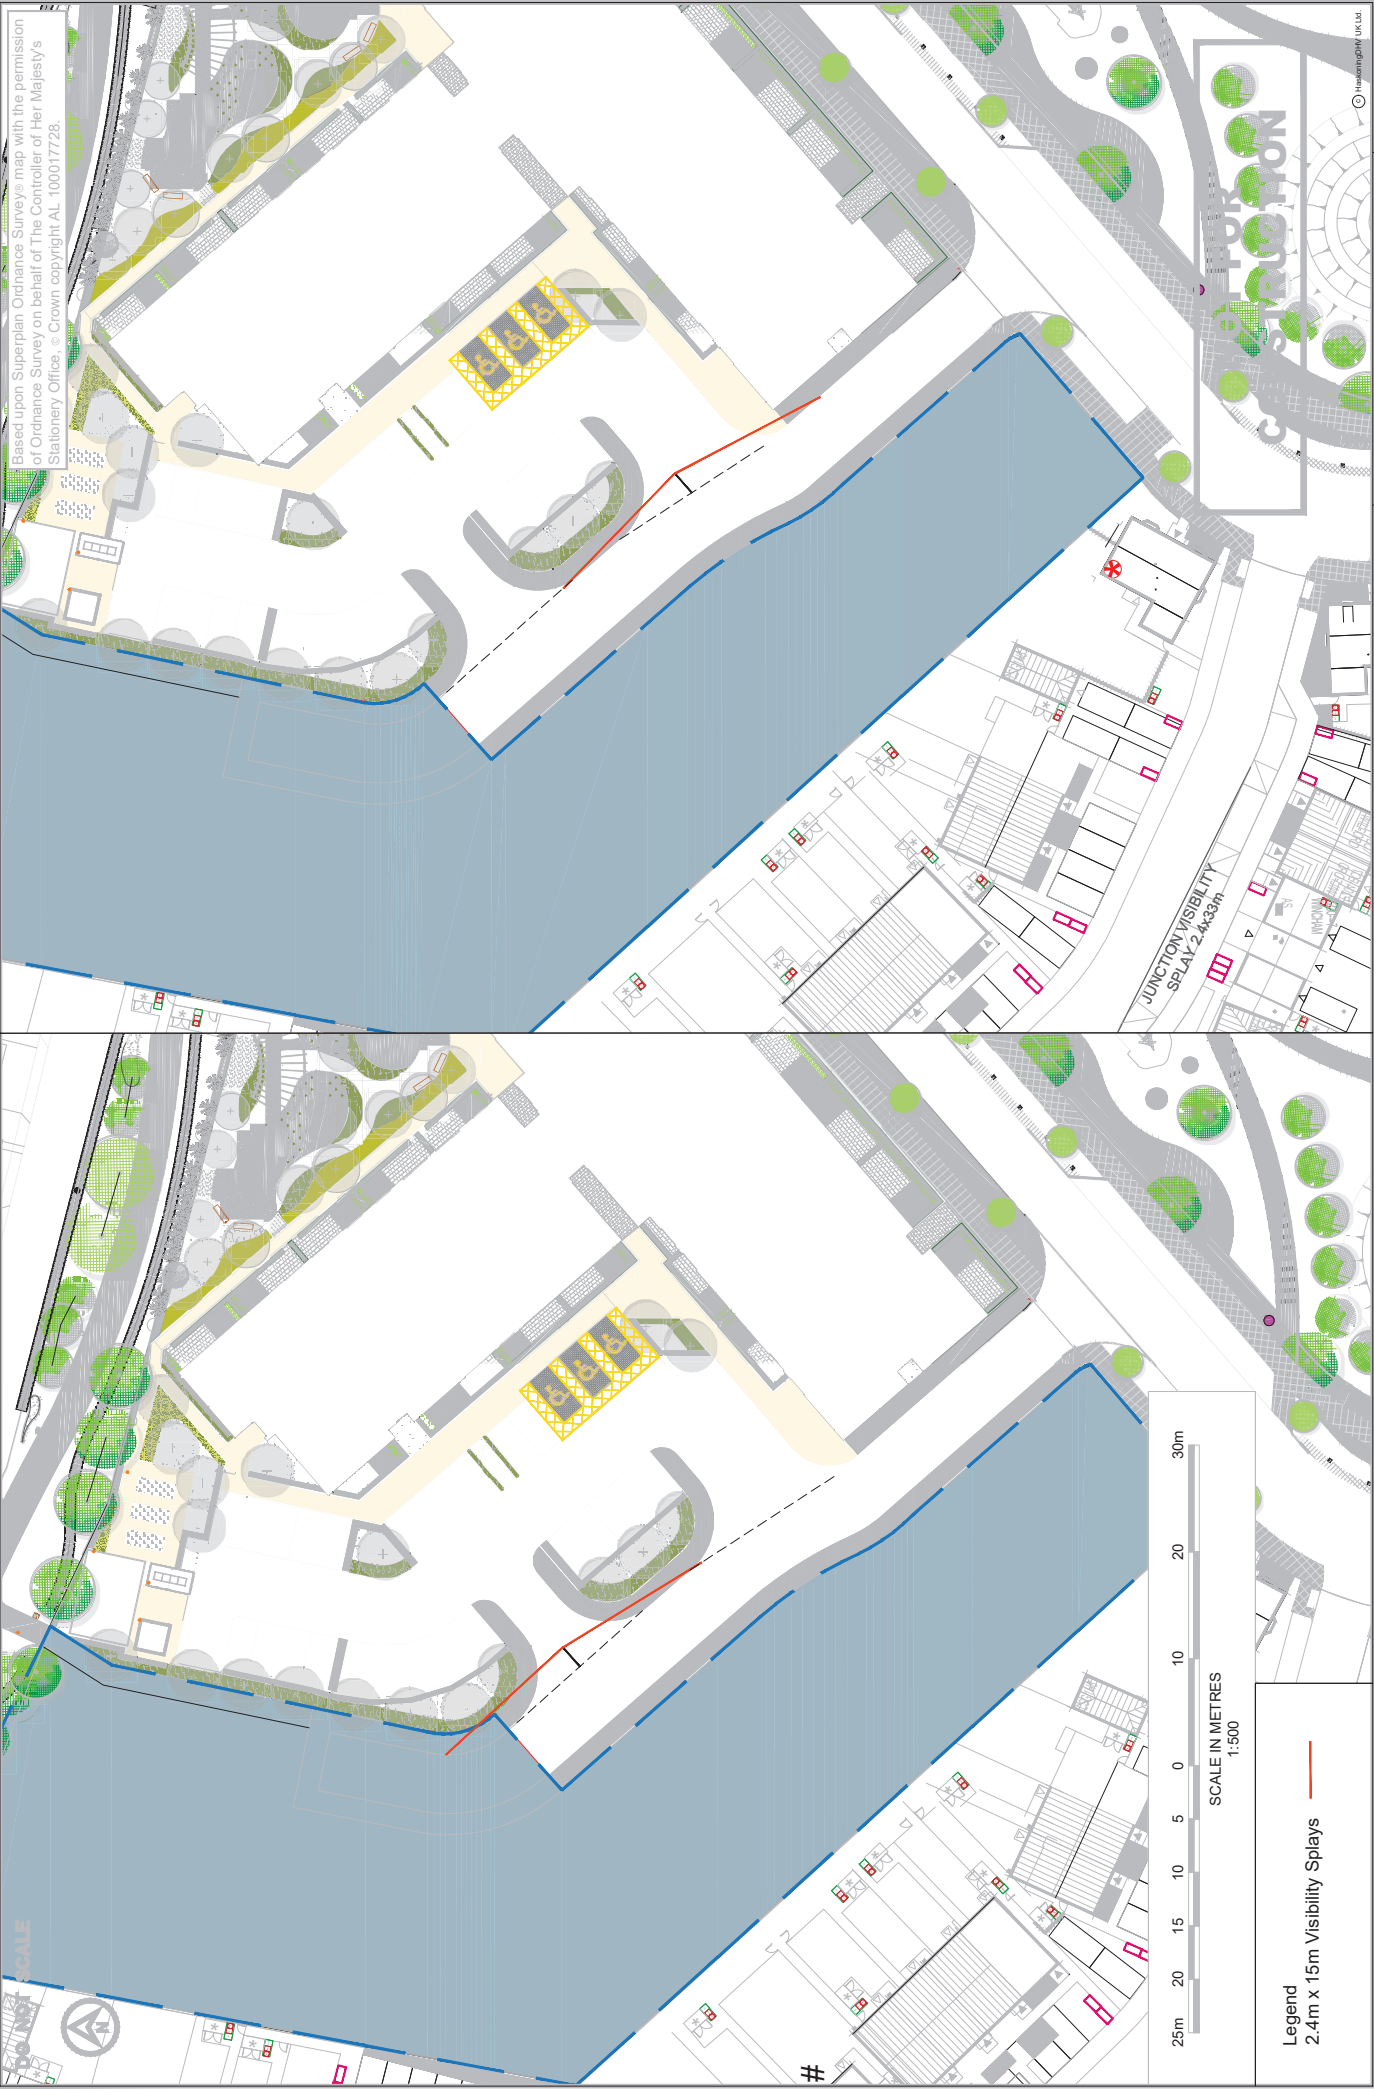 Based upon Superplan Ordnance Survey® map with the permission
of Ordnance Survey on behalf of The Controller of Her Majesty's
Stationery Office, © Crown copyright AL 100017728.
© HaskoningDHV UK Ltd.
NOT FOR
CONSTRUCTION
JUNCTION VISIBILITY
SPLAY 2.4x33m
DO NOT SCALE
N
25m 20 15 10 5 0 10 20 30m
SCALE IN METRES
1:500
Legend
2.4m x 15m Visibility Splays
#